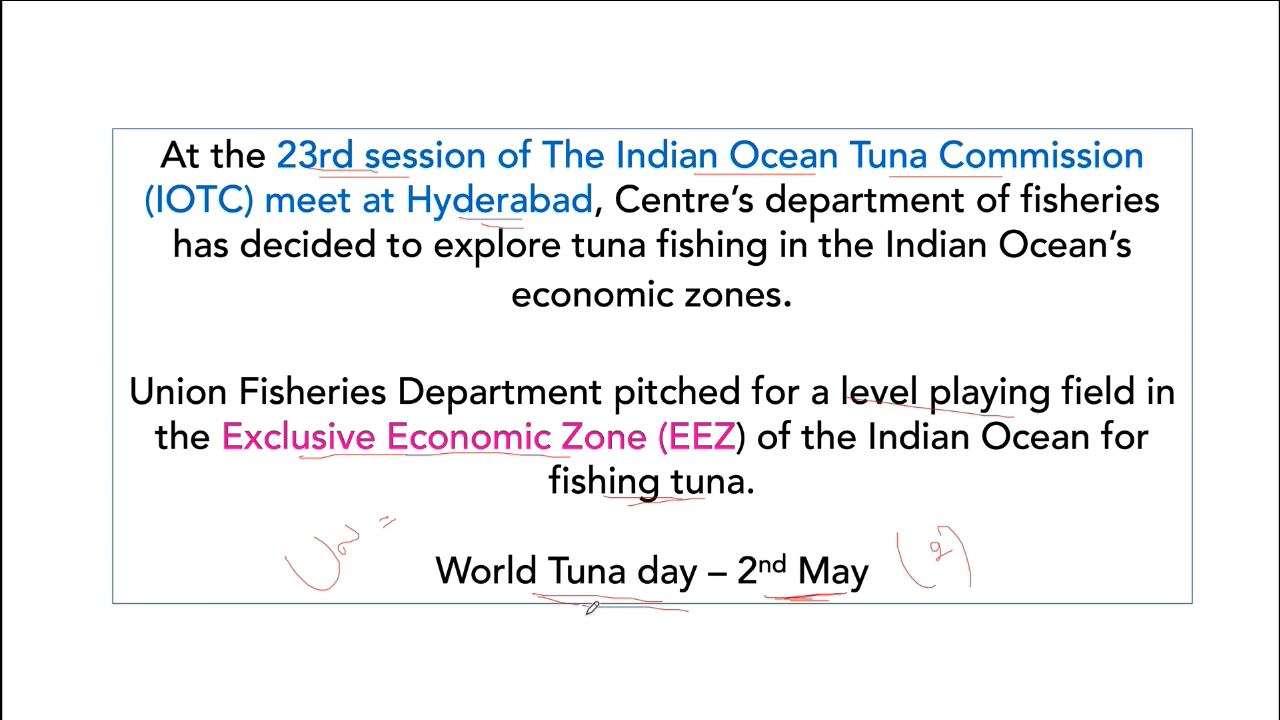 At the 23rd session of The Indian Ocean Tuna Commission
(IOTC) meet at Hyderabad, Centre’s department of fisheries
has decided to explore tuna fishing in the Indian Ocean’s
economic zones.
Union Fisheries Department pitched for a level playing field in
the Exclusive Economic Zone (EEZ) of the Indian Ocean for
fishing tuna.
World Tuna day – 2nd May